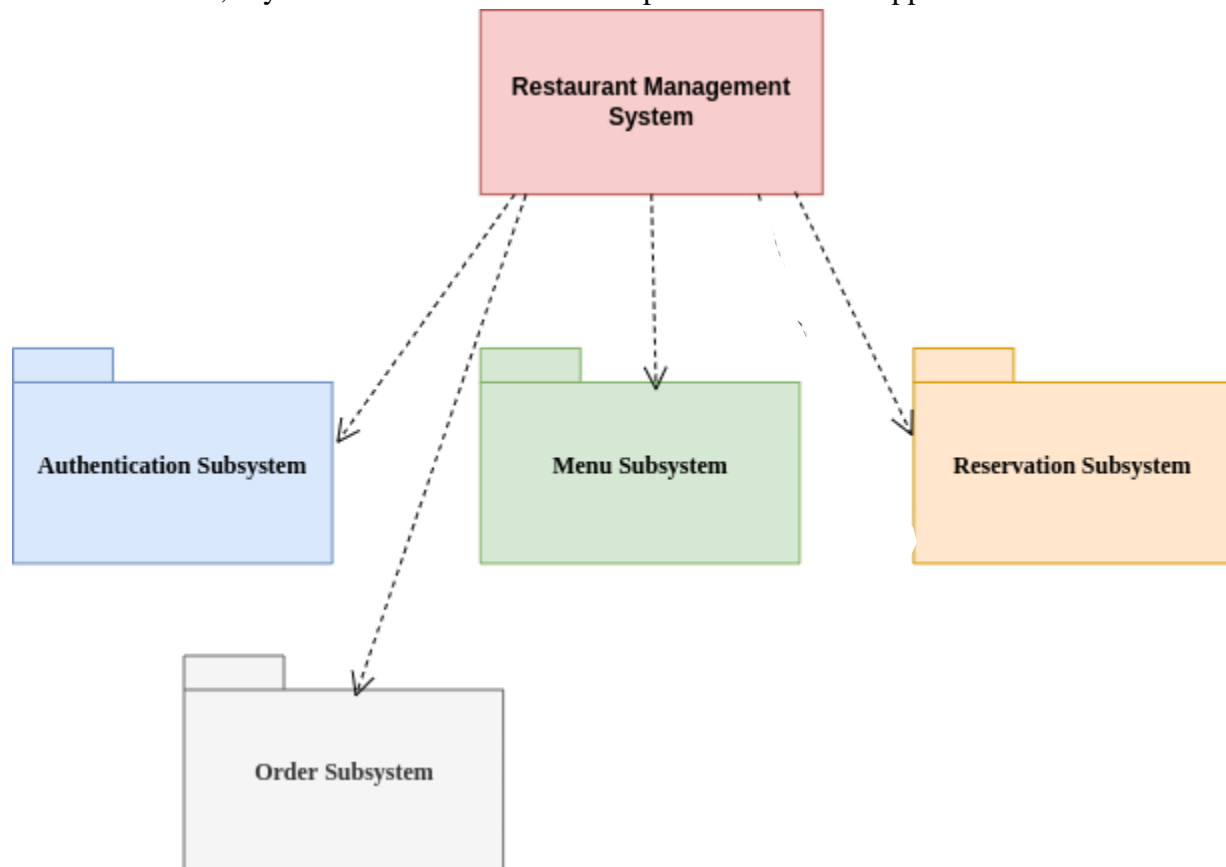 Restaurant Management
System
Authentication Subsystem
Menu Subsystem
Reservation Subsystem
Order Subsystem